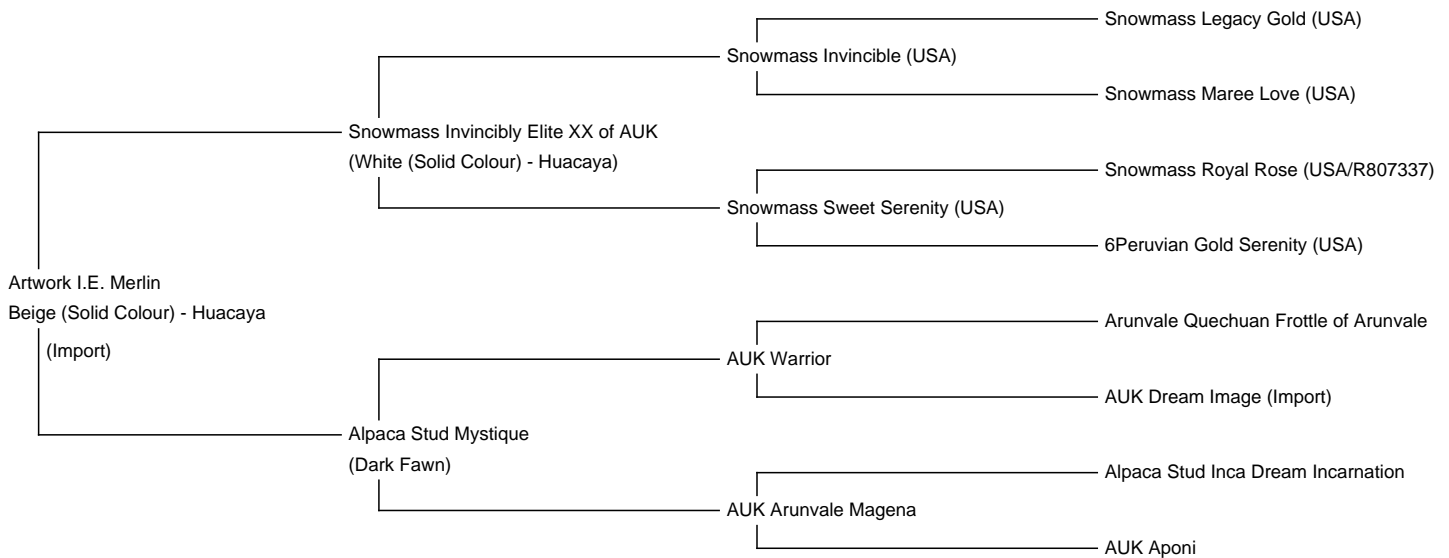 Snowmass Legacy Gold (USA)
Snowmass Invincible (USA)
Snowmass Maree Love (USA)
Snowmass Invincibly Elite XX of AUK
(White (Solid Colour) - Huacaya)
Snowmass Royal Rose (USA/R807337)
Snowmass Sweet Serenity (USA)
6Peruvian Gold Serenity (USA)
Artwork I.E. Merlin
Beige (Solid Colour) - Huacaya
(Import)
Arunvale Quechuan Frottle of Arunvale
AUK Warrior
AUK Dream Image (Import)
Alpaca Stud Mystique
(Dark Fawn)
Alpaca Stud Inca Dream Incarnation
AUK Arunvale Magena
AUK Aponi